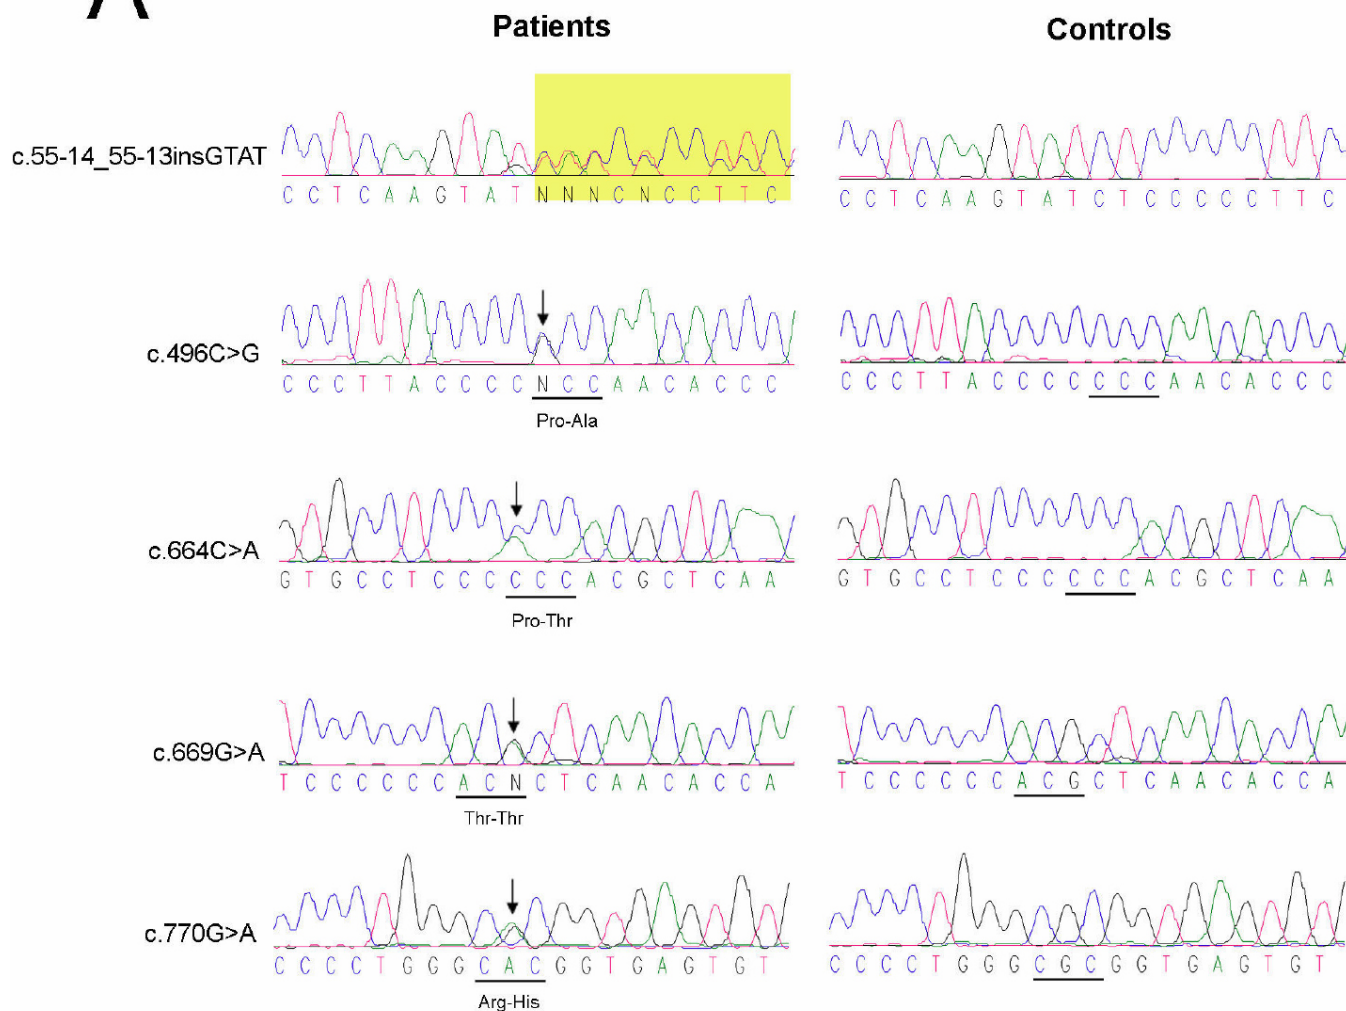 A
Patients Controls
c.55-14_55-13insGTAT
C C T C A A G T A T N N N C N C C T T C
C C T C A A G T A T C T C C C C C T T C
c.496C>G
C C C T T A C C C C N C C A A C A C C C
C C C T T A C C C C C C C A A C A C C C
Pro-Ala
c.664C>A
G T G C C T C C C C C C A C G C T C A A
G T G C C T C C C C C C A C G C T C A A
Pro-Thr
c.669G>A
T C C C C C C A C N C T C A A C A C C A
T C C C C C C A C G C T C A A C A C C A
Thr-Thr
c.770G>A
C C C C T G G G C A C G G T G A G T G T
C C C C T G G G C G C G G T G A G T G T
Arg-His